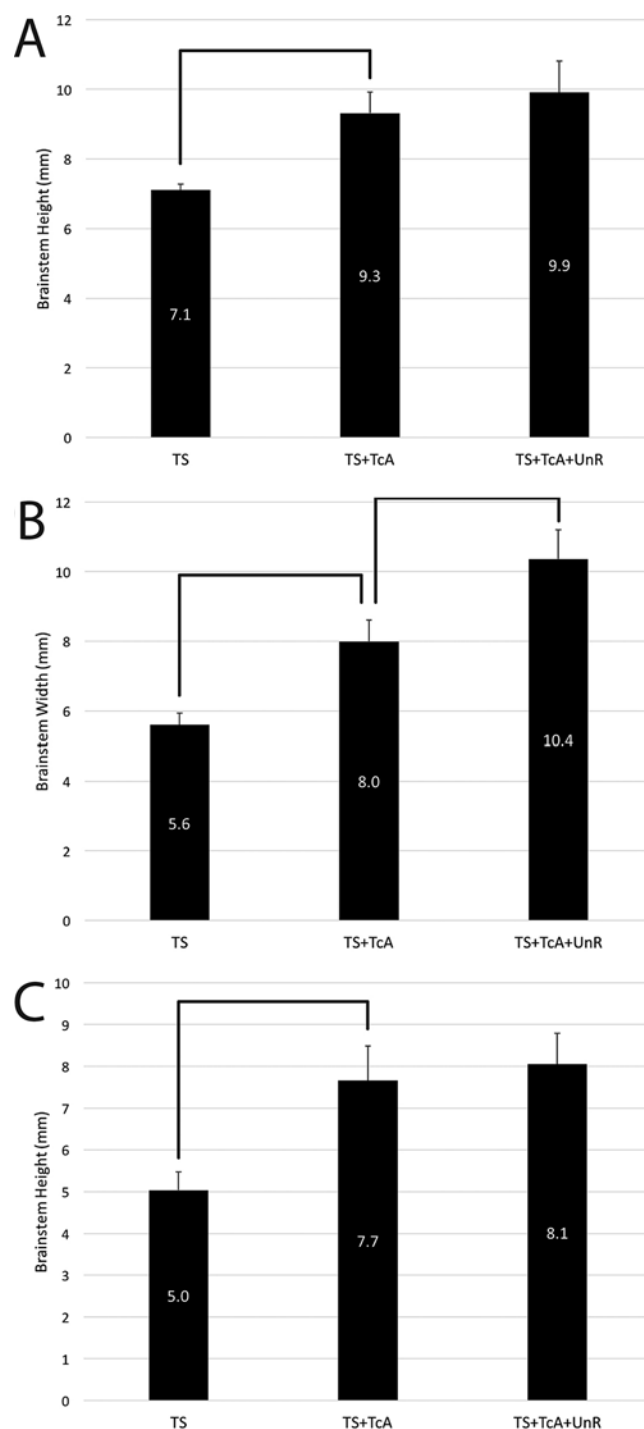 A
Brainstem Height (mm)
12
10
8
6
4
2
0
7.1
9.3
9.9
TS
TS+TcA
TS+TcA+UnR
B
Brainstem Width (mm)
12
10
8
6
4
2
0
5.6
8.0
10.4
TS
TS+TcA
TS+TcA+UnR
C
Brainstem Height (mm)
10
9
8
7
6
5
4
3
2
1
0
5.0
7.7
8.1
TS
TS+TcA
TS+TcA+UnR